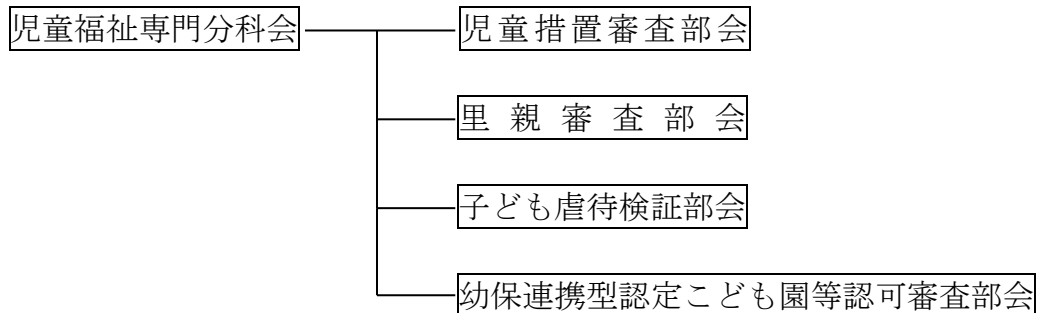 児童福祉専門分科会
児童措置審査部会
里親審査部会
子ども虐待検証部会
幼保連携型認定こども園等認可審査部会